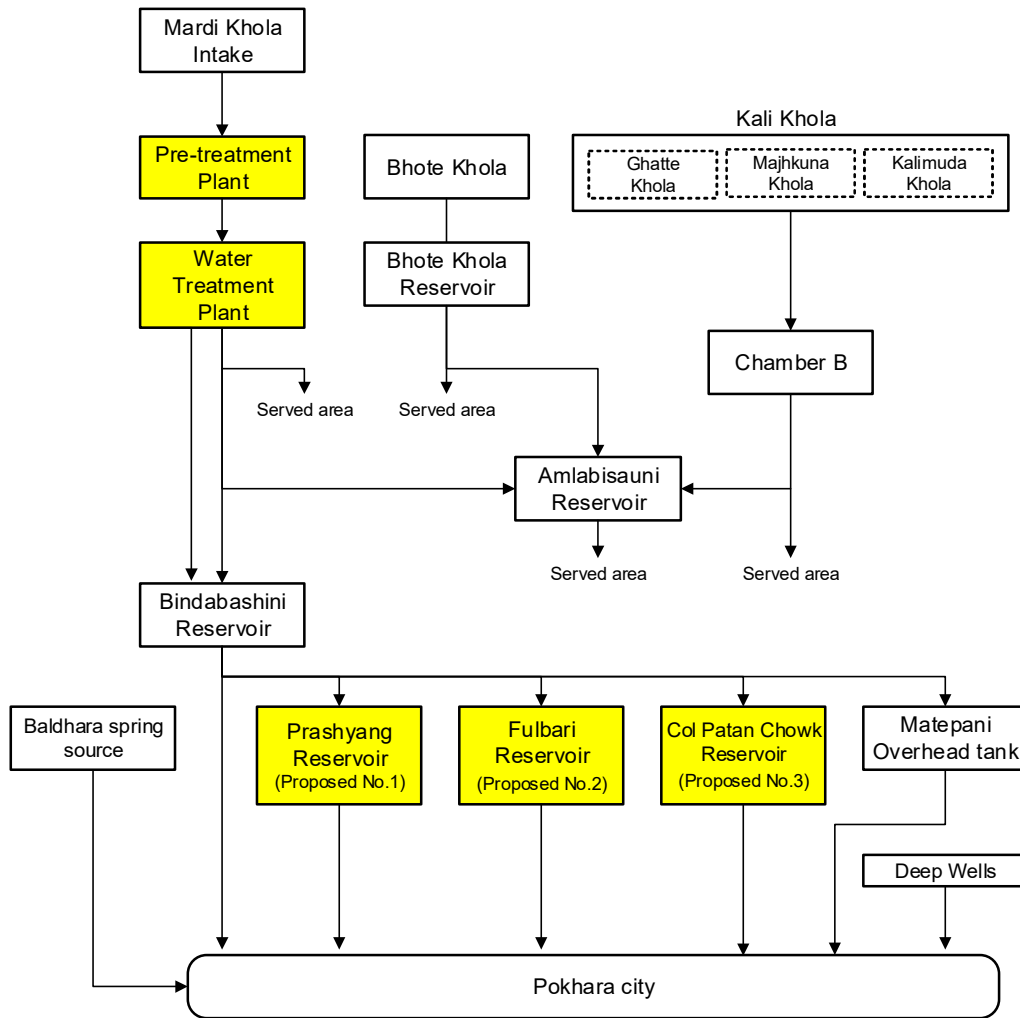 Mardi Khola
Intake
Kali Khola
Pre-treatment
Plant
Bhote Khola
Ghatte
Khola
Majhkuna
Khola
Kalimuda
Khola
Water
Treatment
Plant
Bhote Khola
Reservoir
Chamber B
Served area
Served area
Amlabisauni
Reservoir
Served area
Served area
Bindabashini
Reservoir
Baldhara spring
source
Prashyang
Reservoir
(Proposed No.1)
Fulbari
Reservoir
(Proposed No.2)
Col Patan Chowk
Reservoir
(Proposed No.3)
Matepani
Overhead tank
Deep Wells
Pokhara city